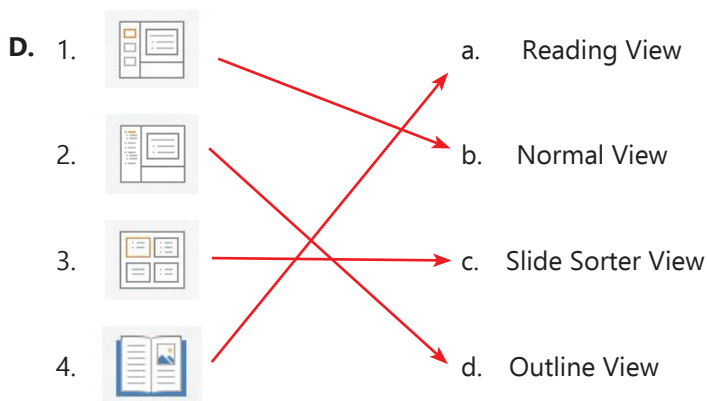 D. 1. a. Reading View
2. b. Normal View
3. c. Slide Sorter View
4. d. Outline View